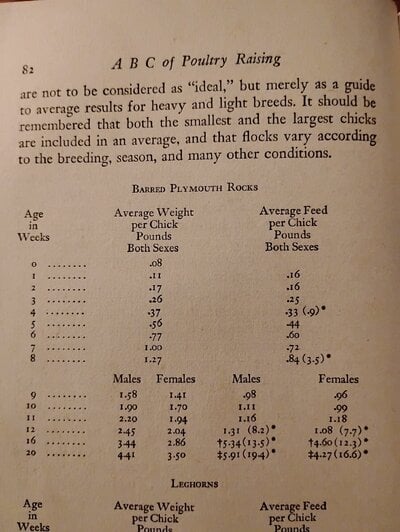 82
A B C of Poultry Raising
are not to be considered as "ideal," but merely as a guide
to average results for heavy and light breeds. It should be
remembered that both the smallest and the largest chicks
are included in an average, and that flocks vary according
to the breeding, season, and many other conditions.
BARRED PLYMOUTH ROCKS
Age in Weeks Average Weight per Chick Pounds Both Sexes Average Feed per Chick Pounds Both Sexes
0 ........ .08
1 ........ .11 .16
2 ........ .17 .16
3 ........ .26 .25
4 ........ .37 .33 (.9)*
5 ........ .56 .44
6 ........ .77 .60
7 ........ 1.00 .72
8 ........ 1.27 .84 (3.5)*
Males Females Males Females
9 ........ 1.58 1.41 .98 .96
10 ........ 1.90 1.70 1.11 .99
11 ........ 2.20 1.94 1.16 1.18
12 ........ 2.45 2.04 1.31 (8.2)* 1.08 (7.7)*
16 ........ 3.44 2.86 †5.34(13.5)* †4.60(12.3)*
20 ........ 4.41 3.50 ‡5.91(19.4)* ‡4.27(16.6)*
LEGHORNS
Age in Weeks Average Weight per Chick Pounds Average Feed per Chick Pounds